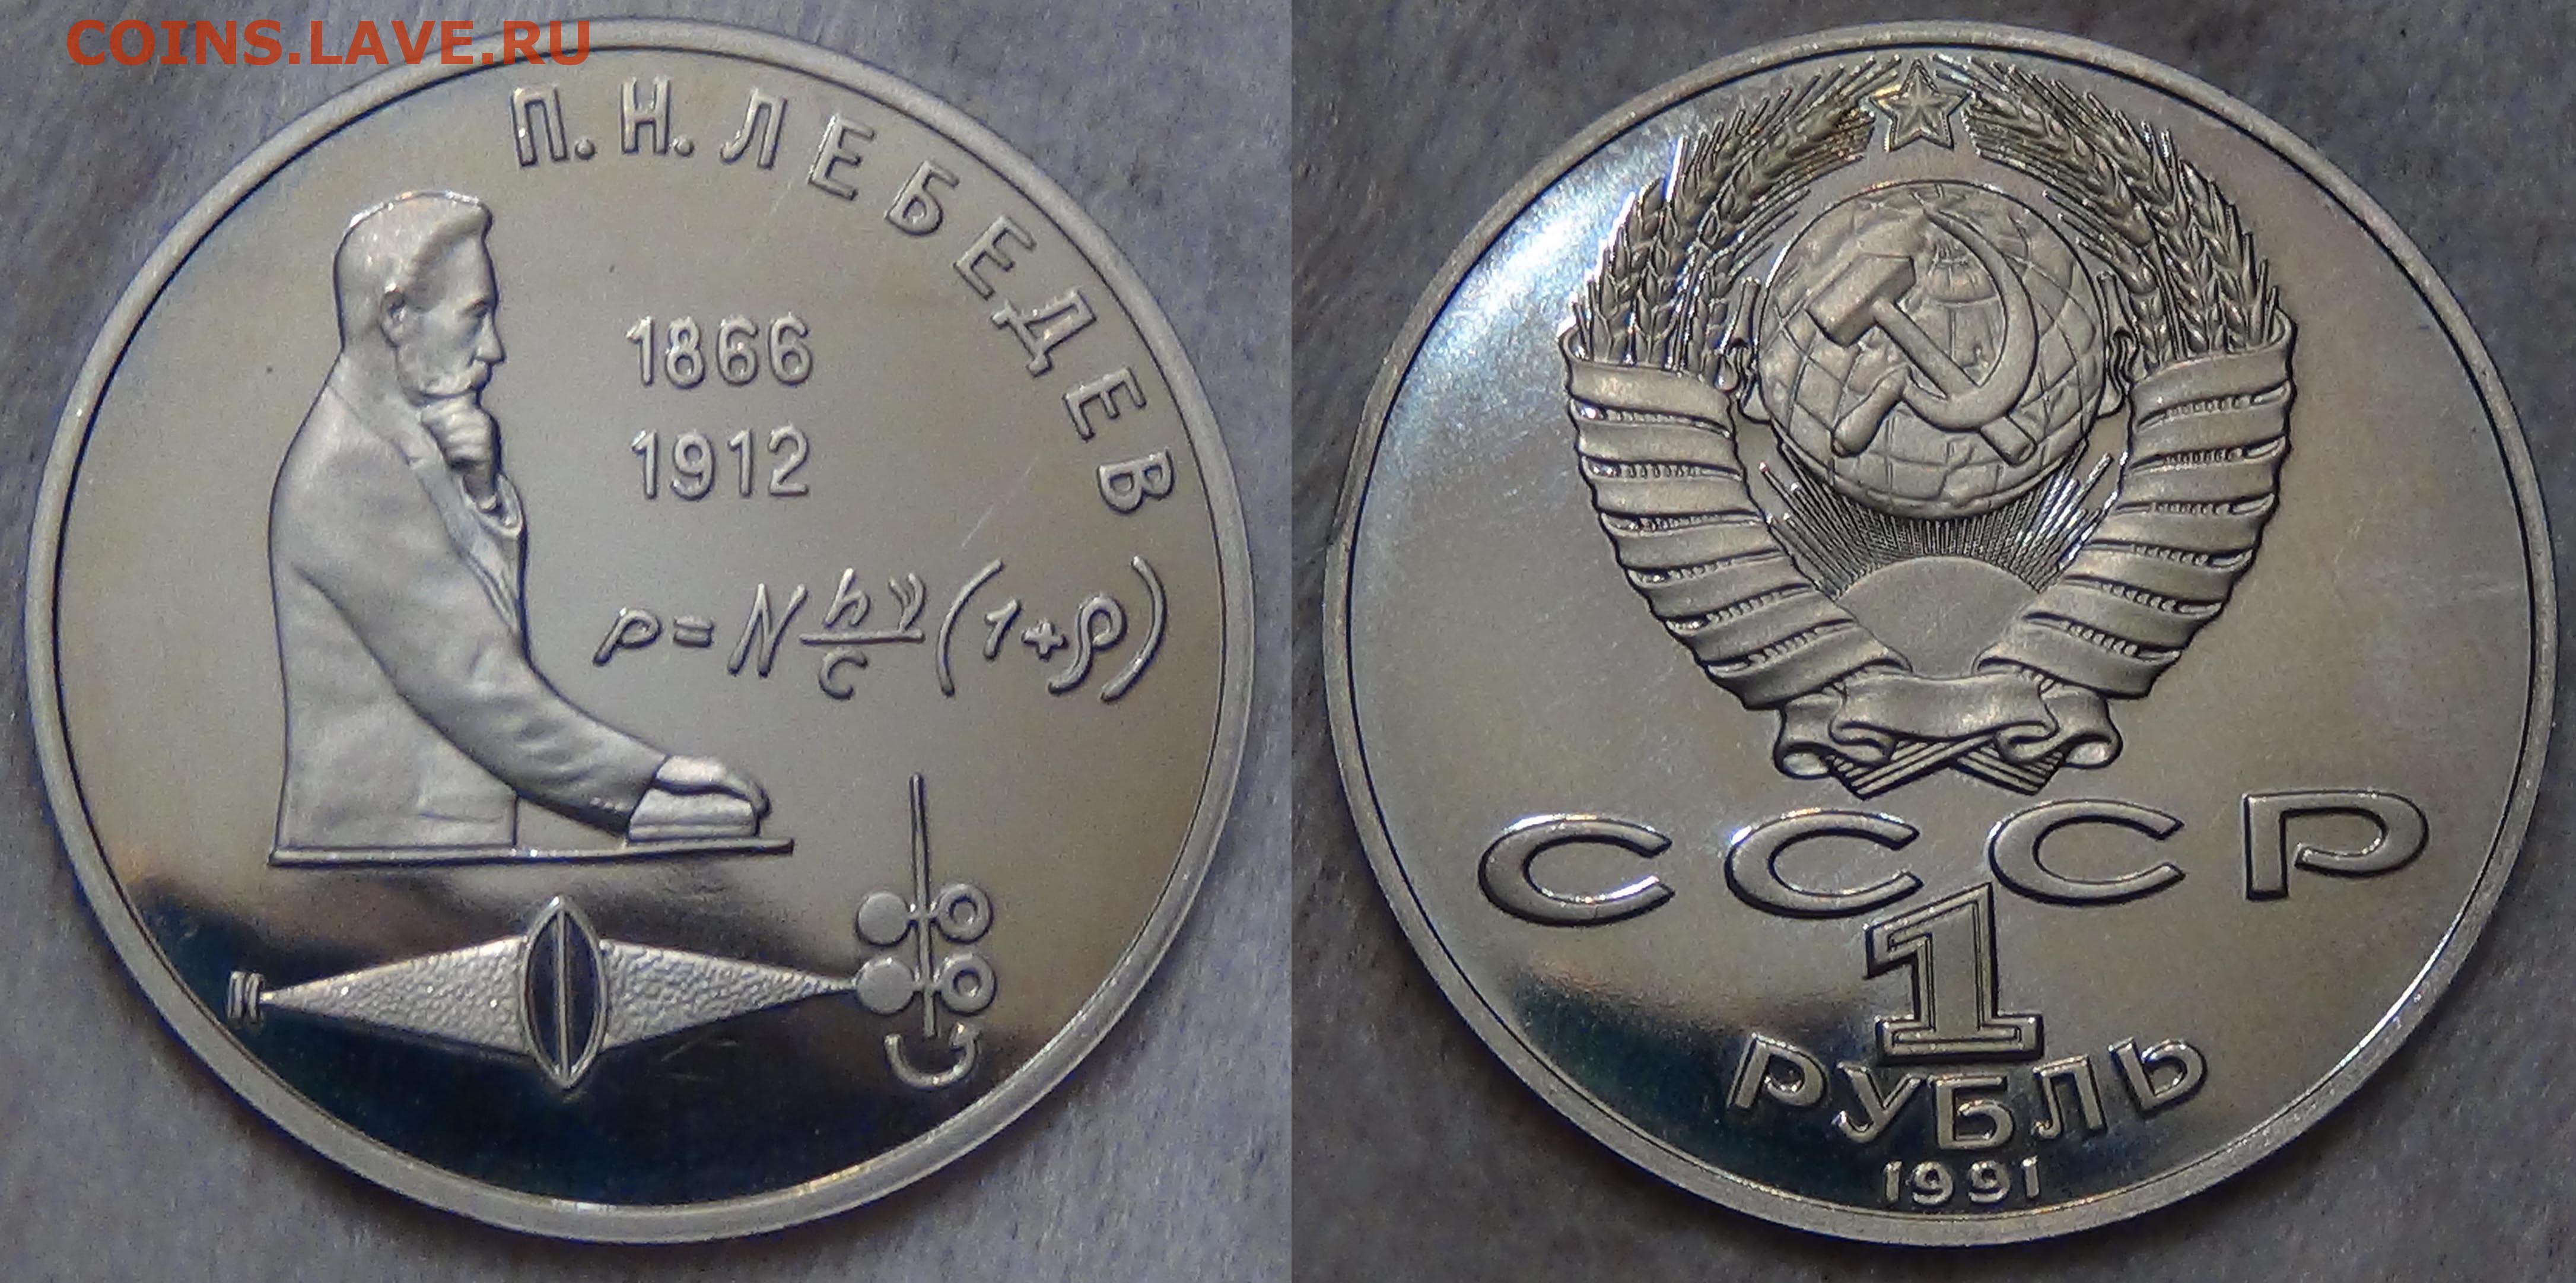 COINS.LAVE.RU
П.Н.ЛЕБЕДЕВ
1866
1912
p=N hν/c (1+ρ)
СССР
1
РУБЛЬ
1991